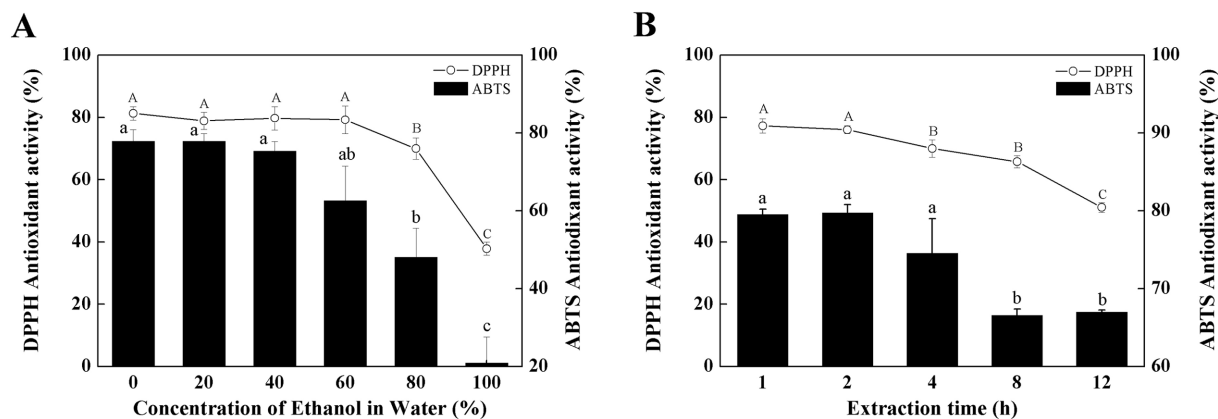 A
DPPH Antioxidant activity (%)
100
80
60
40
20
0
100
80
60
40
20
ABTS Antiodixant activity (%)
DPPH
ABTS
A A A A B C
a a a ab b c
0 20 40 60 80 100
Concentration of Ethanol in Water (%)
B
DPPH Antioxidant activity (%)
100
80
60
40
20
0
100
90
80
70
60
ABTS Antiodixant activity (%)
DPPH
ABTS
A A B B C
a a a b b
1 2 4 8 12
Extraction time (h)